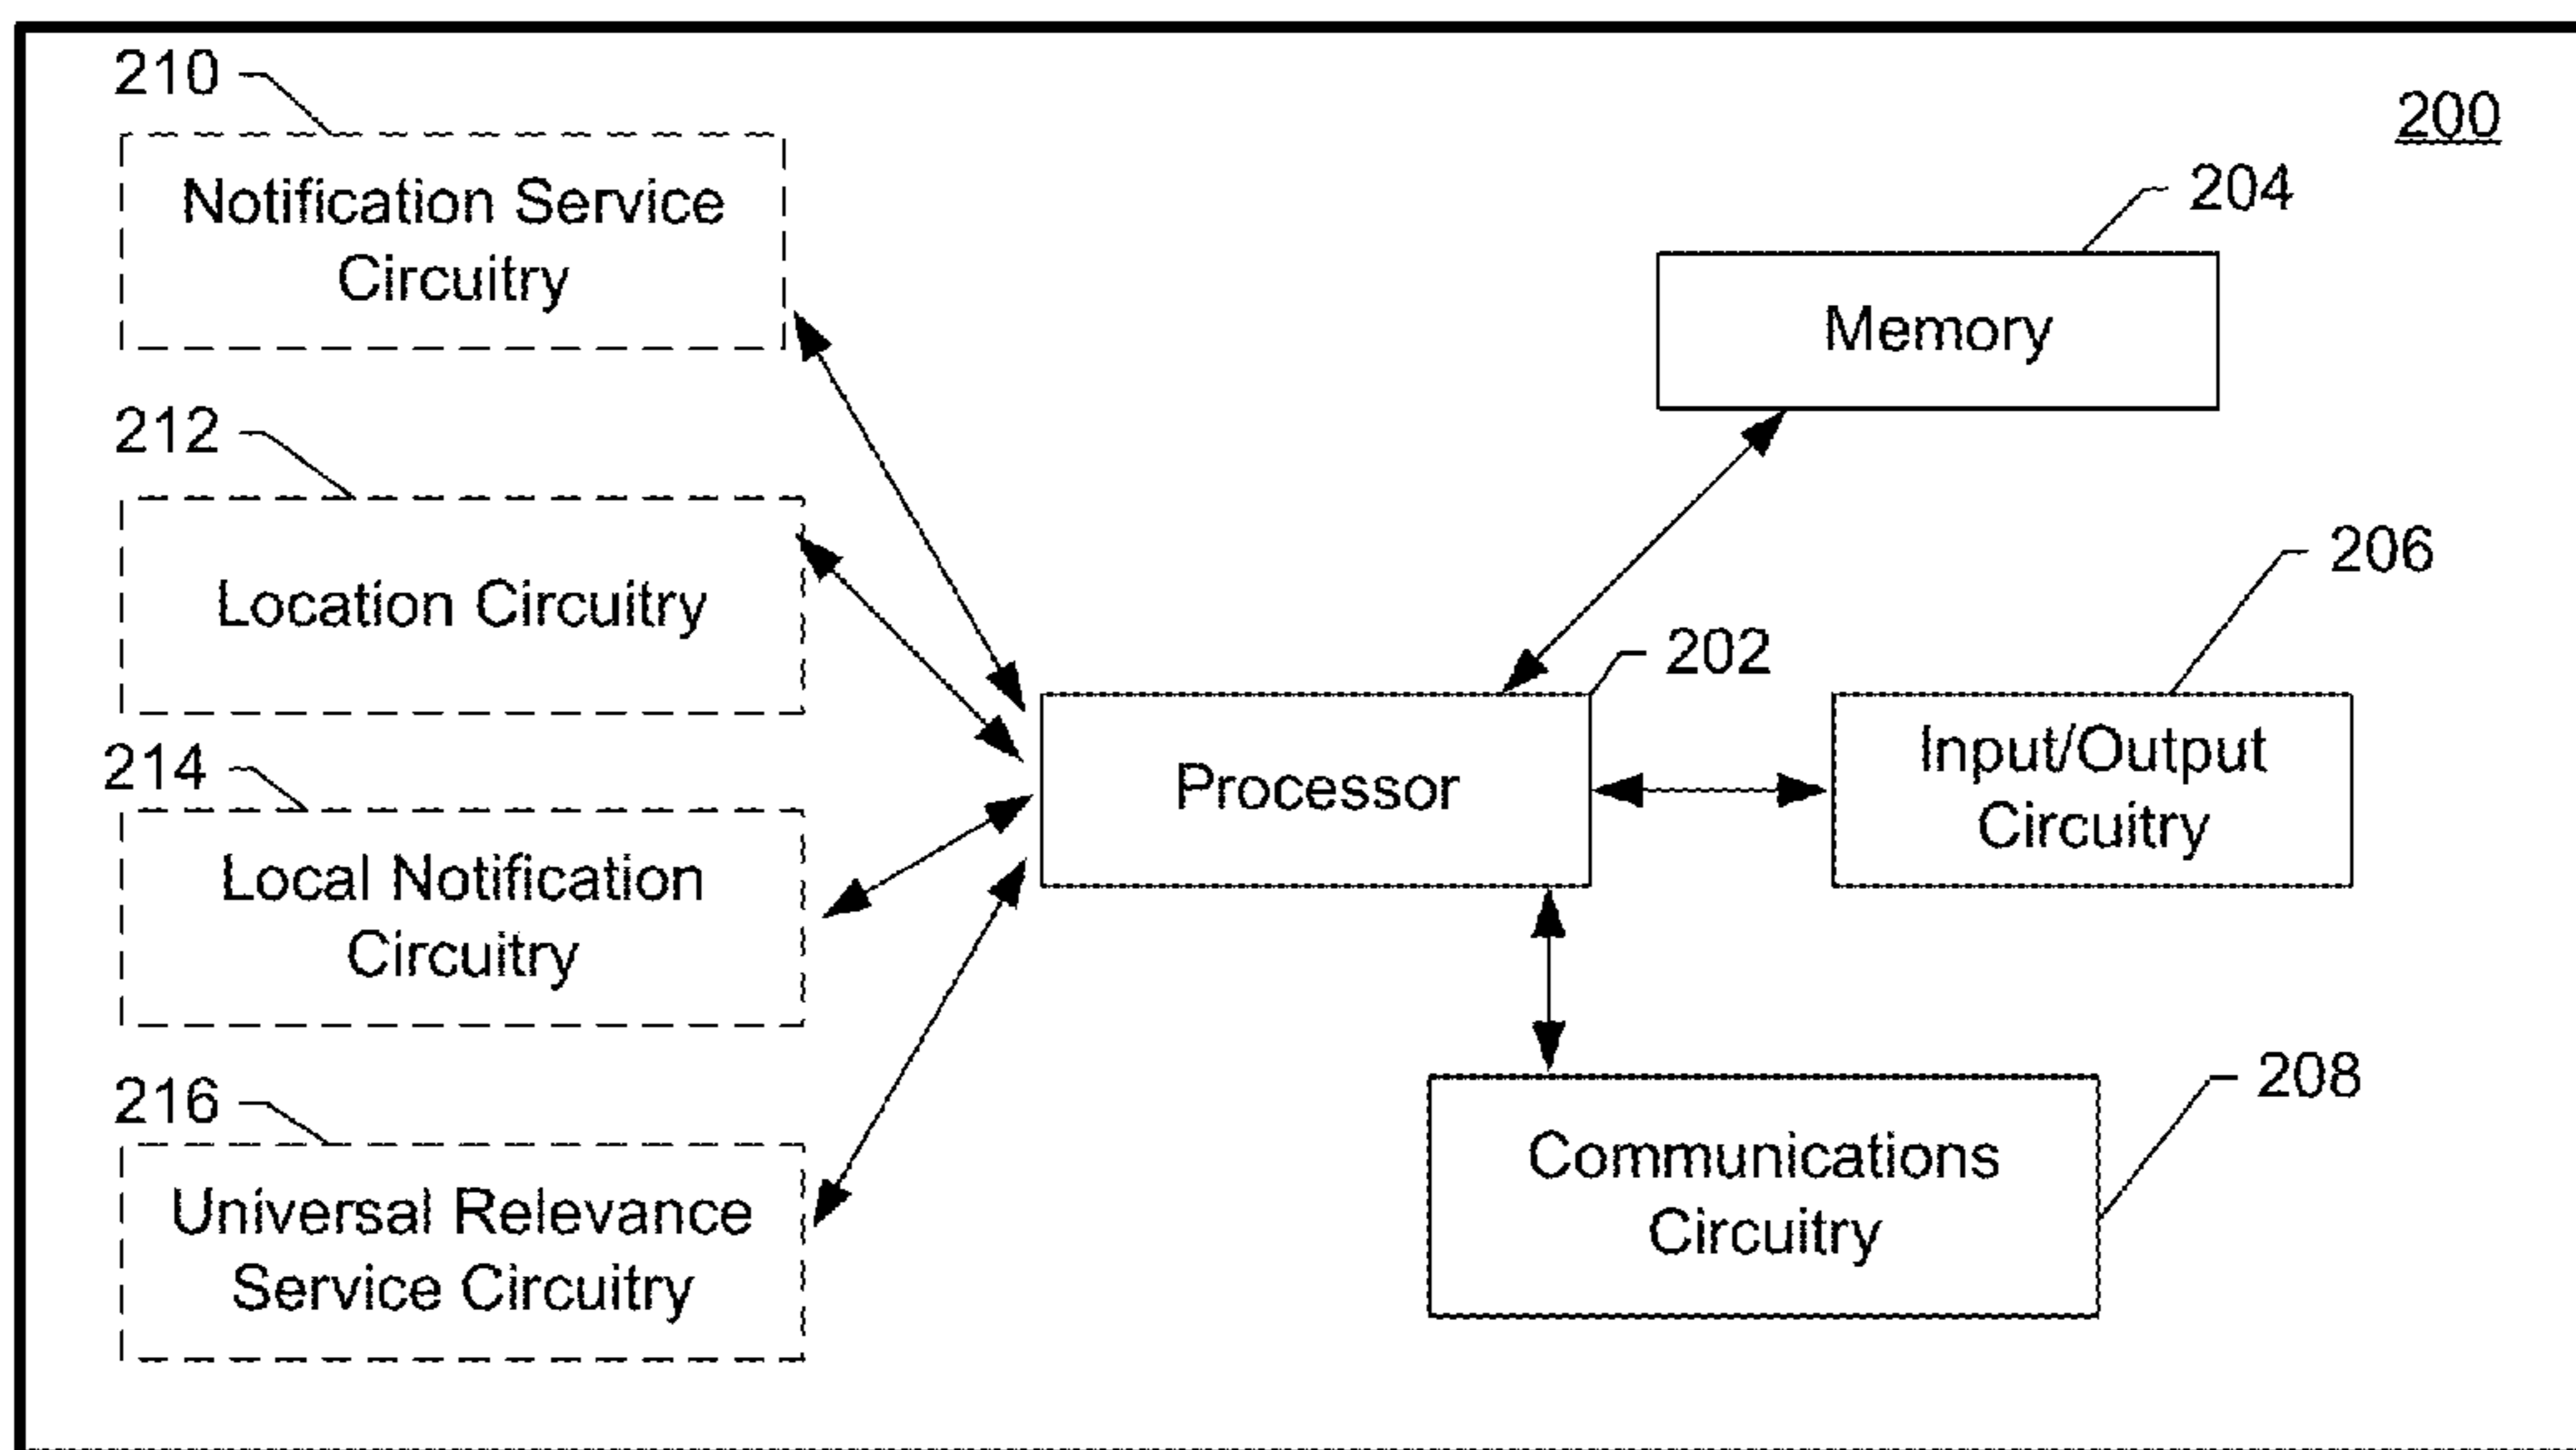 210
200
Notification Service
Circuitry
204
Memory
212
Location Circuitry
206
202
Processor
Input/Output
Circuitry
214
Local Notification
Circuitry
216
Universal Relevance
Service Circuitry
208
Communications
Circuitry